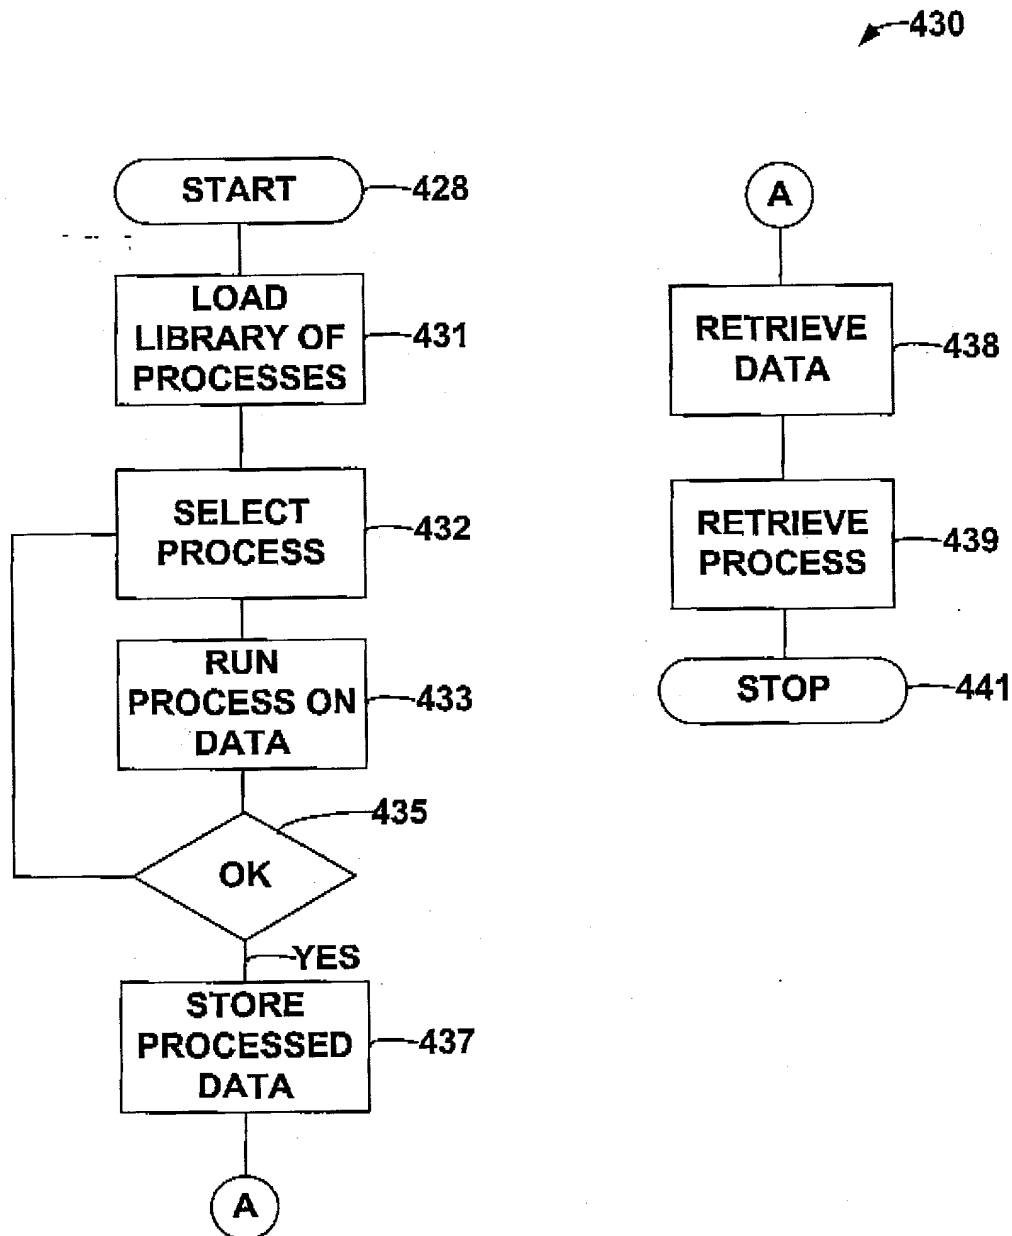 430
START
428
LOAD
LIBRARY OF
PROCESSES
431
SELECT
PROCESS
432
RUN
PROCESS ON
DATA
433
435
OK
YES
STORE
PROCESSED
DATA
437
A
A
RETRIEVE
DATA
438
RETRIEVE
PROCESS
439
STOP
441